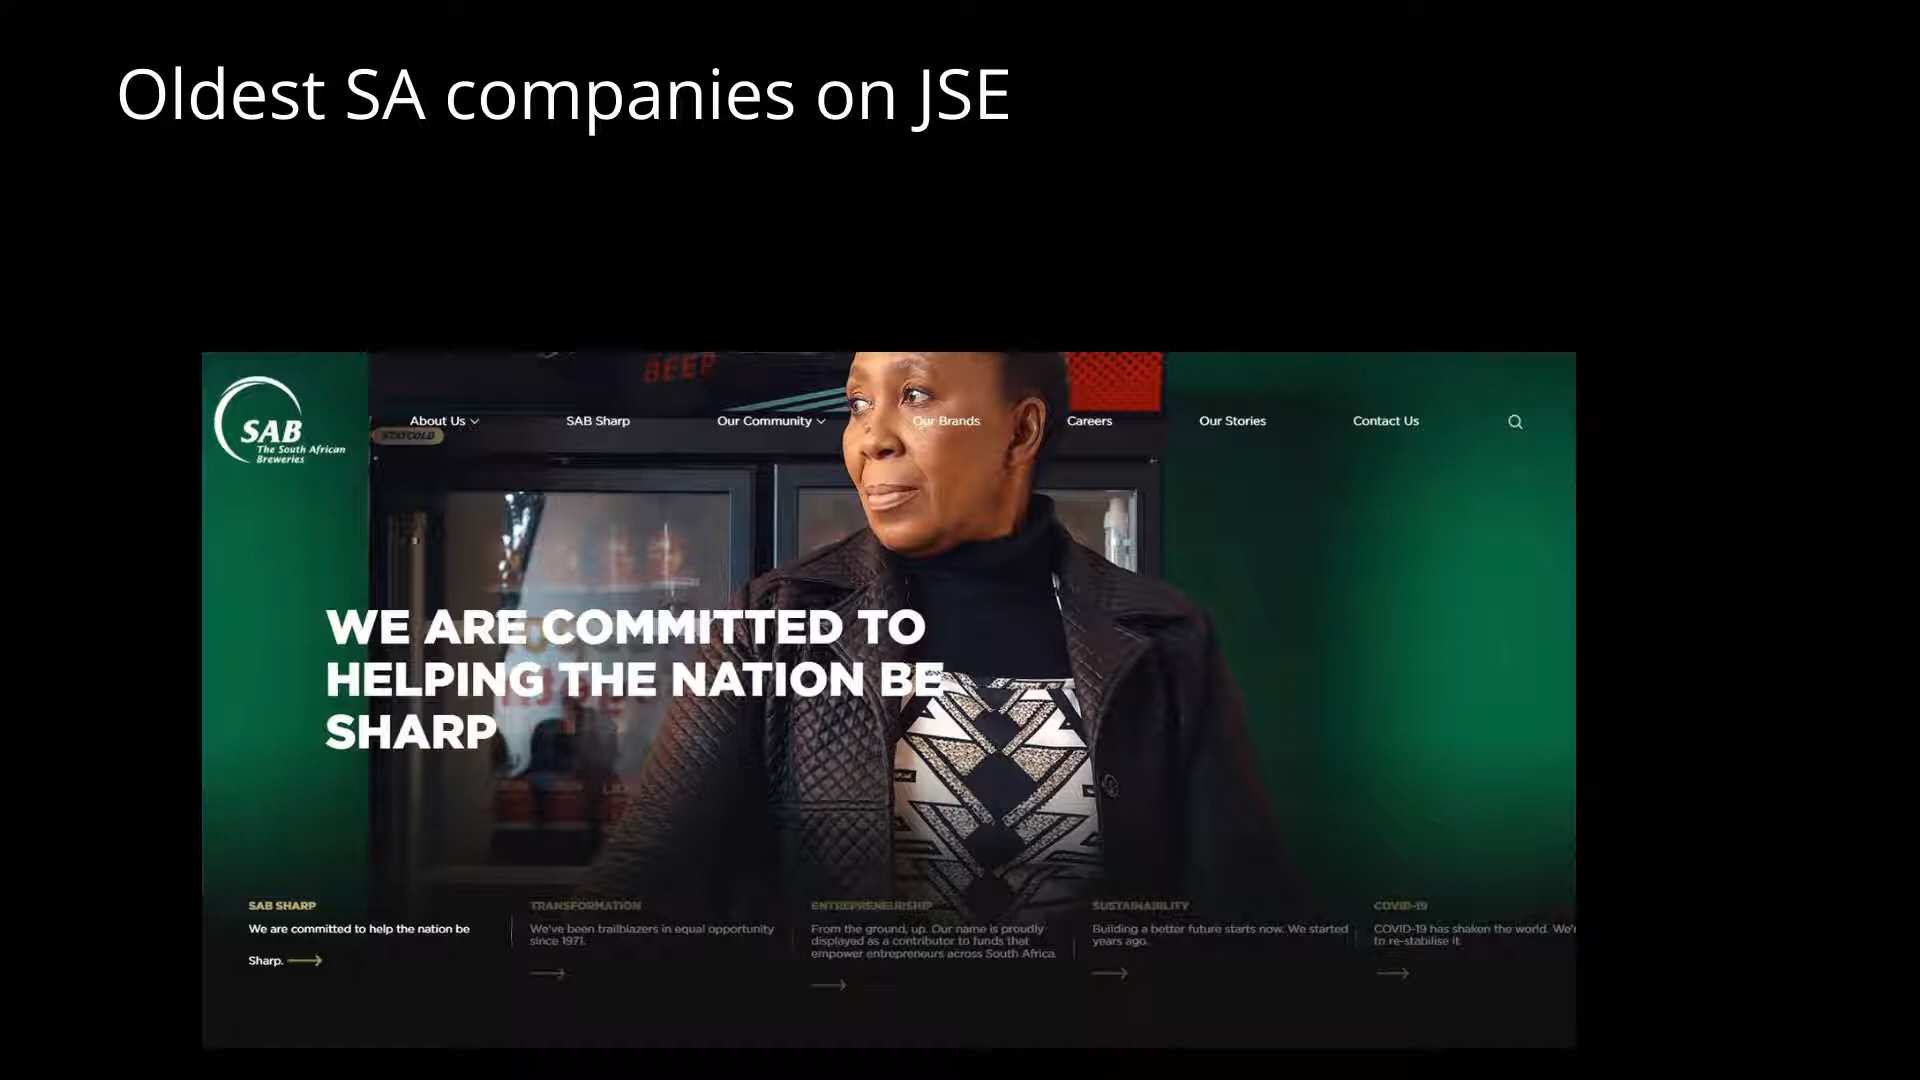 Oldest SA companies on JSE
BEER
SAB
The South African
Breweries
About Us
SAB Sharp
Our Community
Our Brands
Careers
Our Stories
Contact Us
STAYCOLD
WE ARE COMMITTED TO
HELPING THE NATION BE
SHARP
SAB SHARP
We are committed to help the nation be
Sharp.
TRANSFORMATION
We've been trailblazers in equal opportunity
since 1971.
ENTREPRENEURSHIP
From the ground, up. Our name is proudly
displayed as a contributor to funds that
empower entrepreneurs across South Africa.
SUSTAINABILITY
Building a better future starts now. We started
years ago.
COVID-19
COVID-19 has shaken the world.
to re-stabilise it.